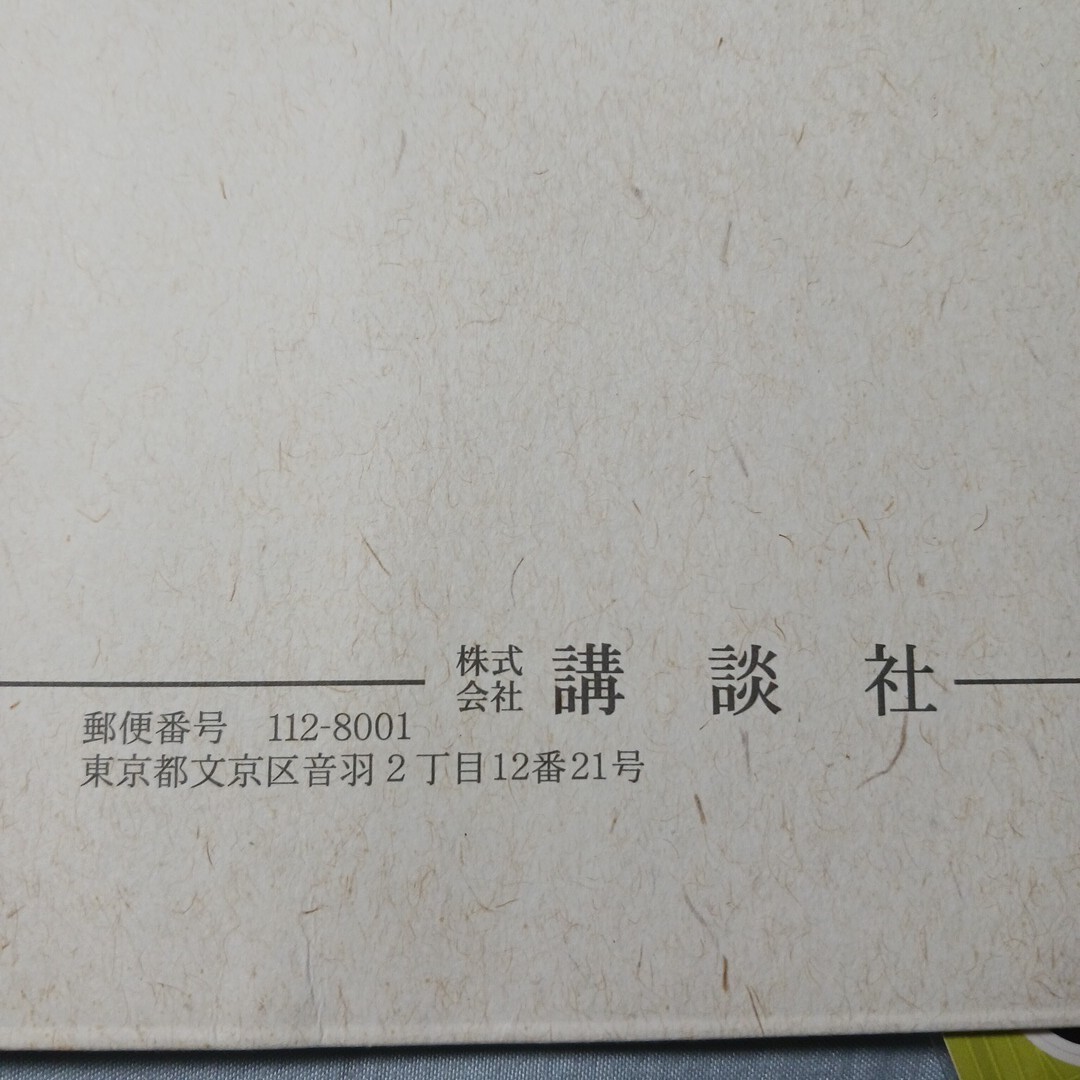 株式会社 講談社
郵便番号 112-8001
東京都文京区音羽2丁目12番21号